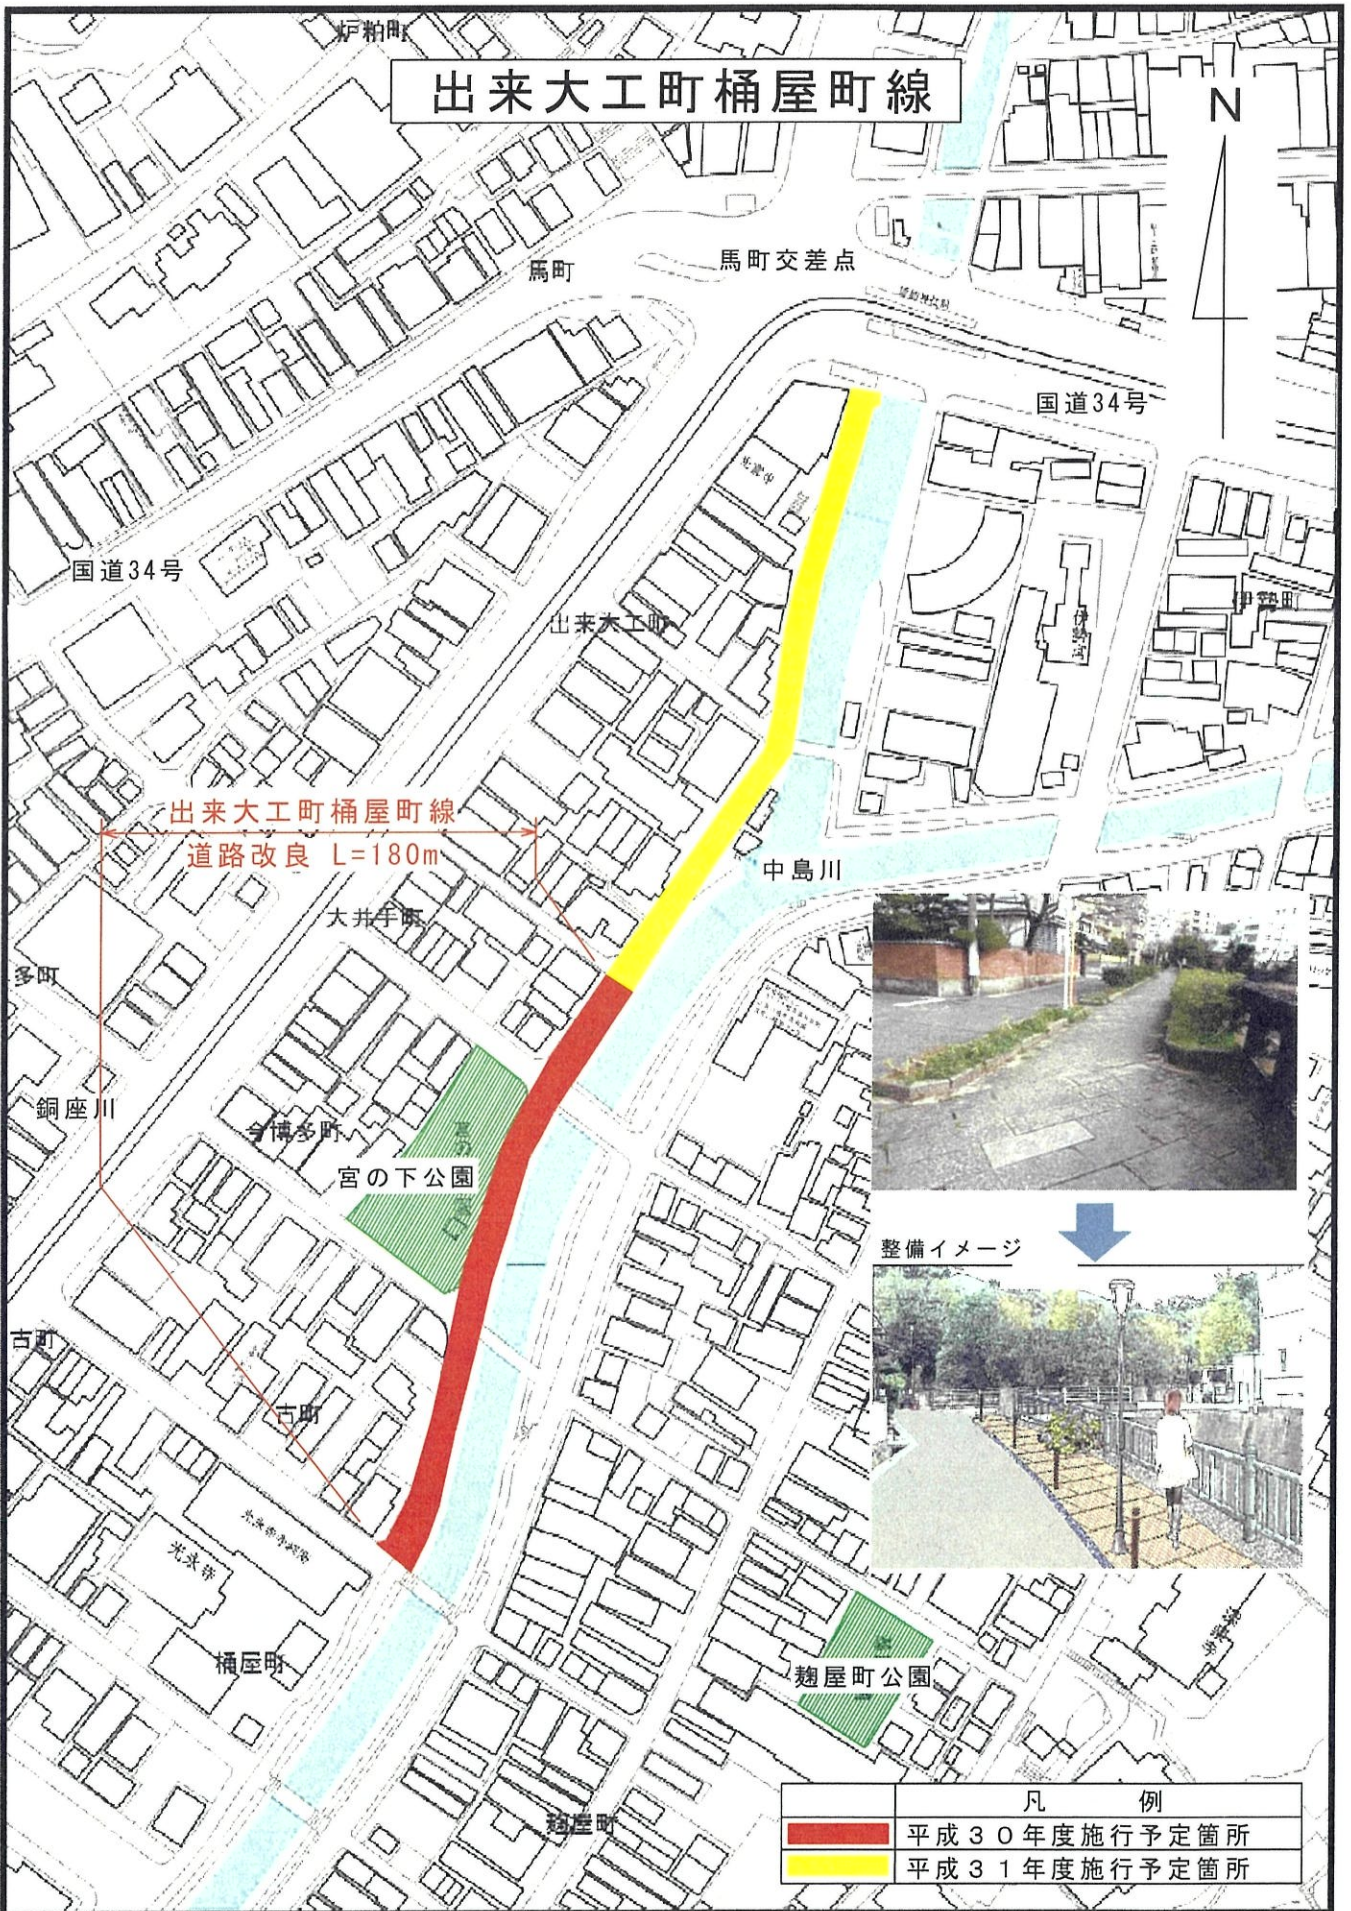 炉粕町
出来大工町桶屋町線
N
馬町
馬町交差点
国道34号
国道34号
出来大工町
伊勢町
伊勢宮
出来大工町桶屋町線
道路改良 L=180m
中島川
大井手町
多町
銅座川
今博多町
宮の下公園
整備イメージ
古町
古町
光永寺
桶屋町
麹屋町公園
麹屋町
凡 例
平成30年度施行予定箇所
平成31年度施行予定箇所